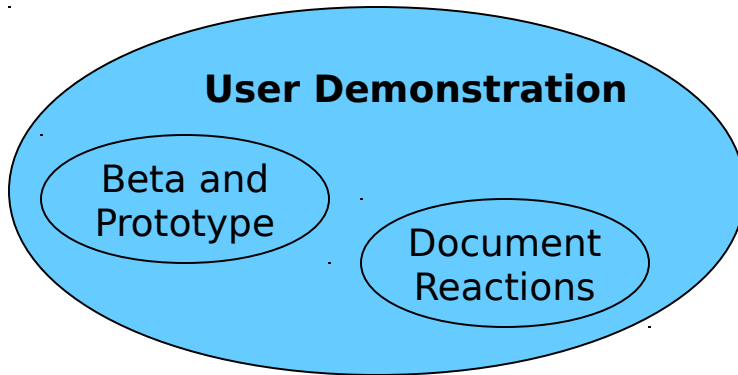 User Demonstration
Beta and
Prototype
Document
Reactions